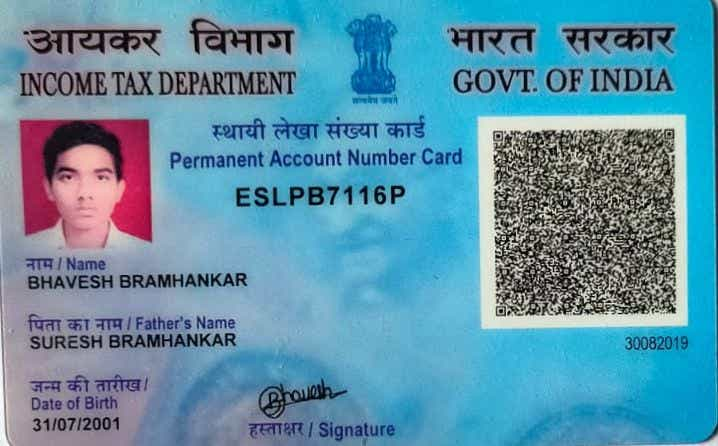 आयकर विभाग
INCOME TAX DEPARTMENT
सत्यमेव जयते
भारत सरकार
GOVT. OF INDIA
स्थायी लेखा संख्या कार्ड
Permanent Account Number Card
ESLPB7116P
नाम / Name
BHAVESH BRAMHANKAR
पिता का नाम / Father's Name
SURESH BRAMHANKAR
30082019
जन्म की तारीख /
Date of Birth
31/07/2001
Bhavesh
हस्ताक्षर / Signature